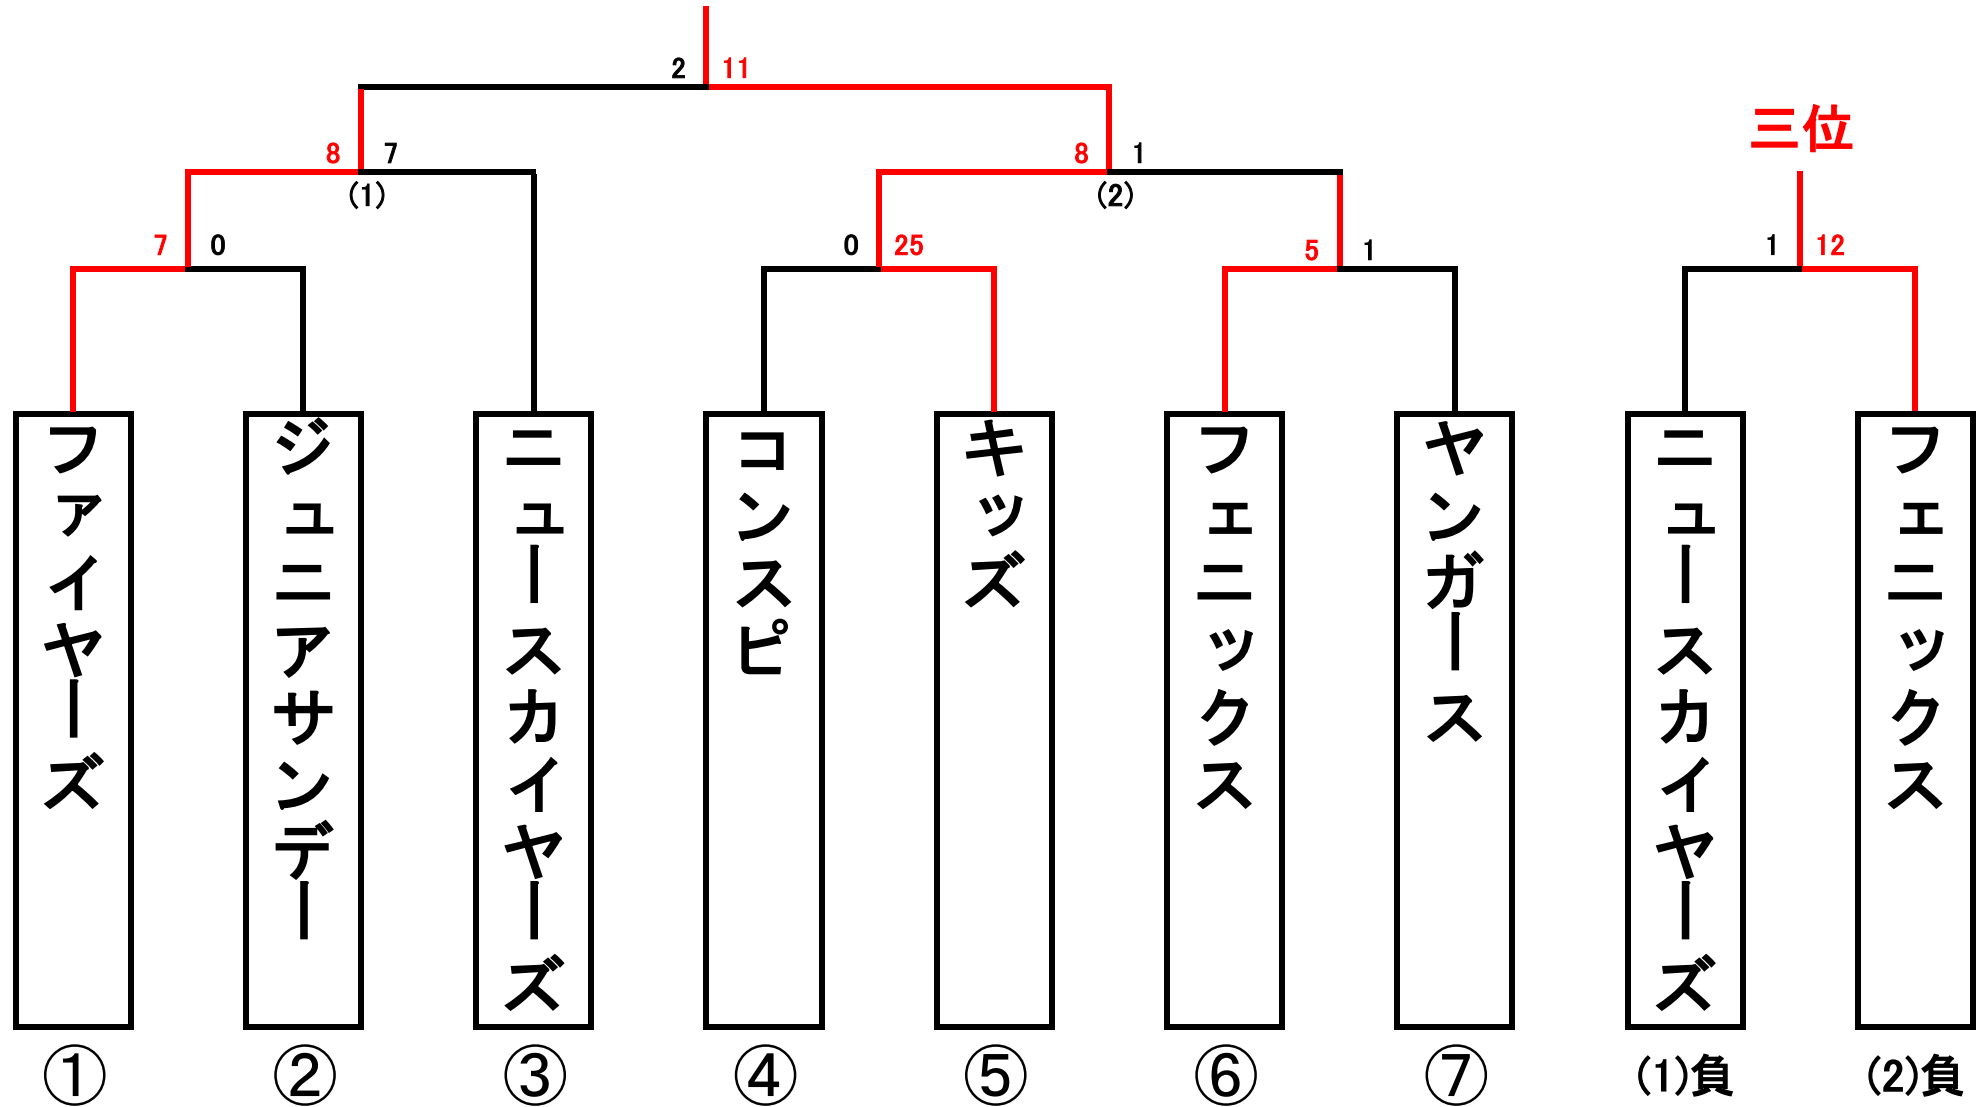 2 11
三位
8 7
8 1
(1)
(2)
7 0
0 25
5 1
1 12
ファイヤーズ
ジュニアサンデー
ニュースカイヤーズ
コンスピ
キッズ
フェニックス
ヤンガース
ニュースカイヤーズ
フェニックス
① ② ③ ④ ⑤ ⑥ ⑦ (1)負 (2)負